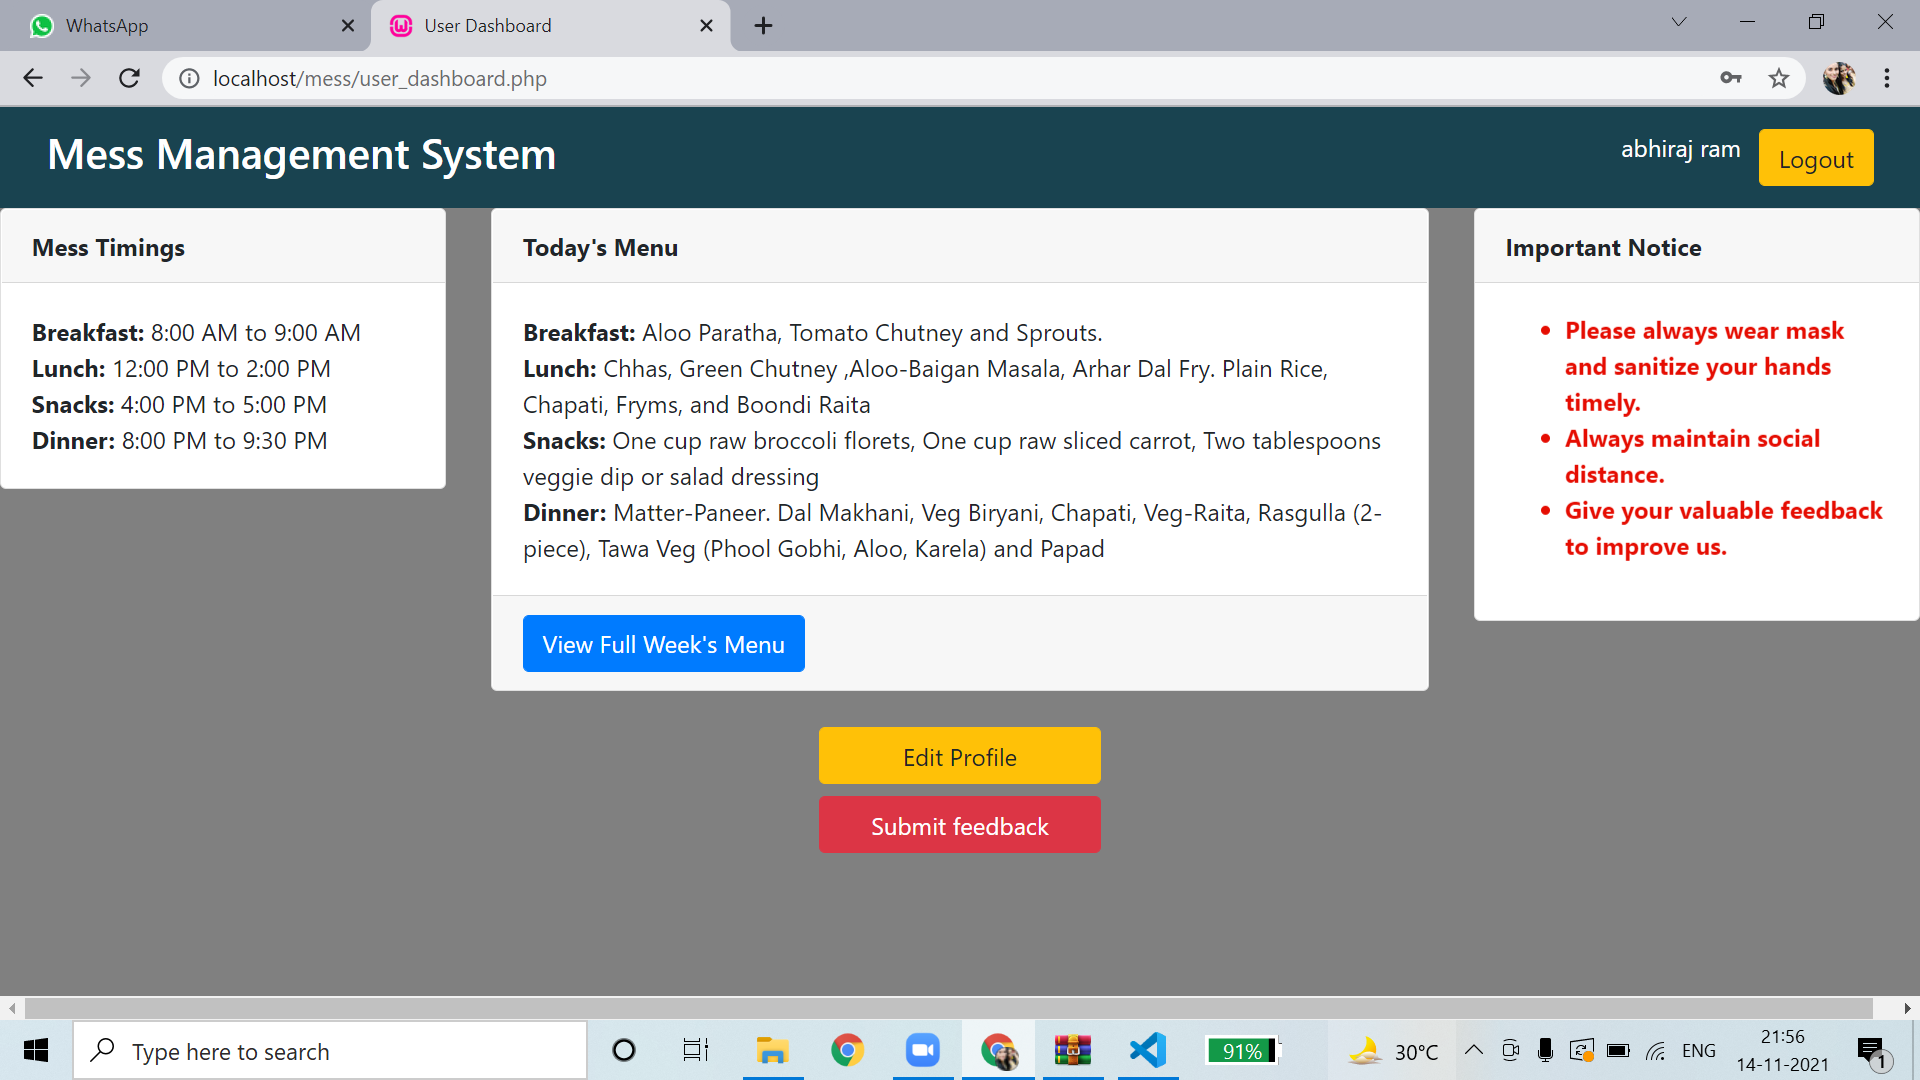 WhatsApp
User Dashboard
localhost/mess/user_dashboard.php
Mess Management System
abhiraj ram
Logout
Mess Timings
Breakfast: 8:00 AM to 9:00 AM
Lunch: 12:00 PM to 2:00 PM
Snacks: 4:00 PM to 5:00 PM
Dinner: 8:00 PM to 9:30 PM
Today's Menu
Breakfast: Aloo Paratha, Tomato Chutney and Sprouts.
Lunch: Chhas, Green Chutney ,Aloo-Baigan Masala, Arhar Dal Fry. Plain Rice,
Chapati, Fryms, and Boondi Raita
Snacks: One cup raw broccoli florets, One cup raw sliced carrot, Two tablespoons
veggie dip or salad dressing
Dinner: Matter-Paneer. Dal Makhani, Veg Biryani, Chapati, Veg-Raita, Rasgulla (2-
piece), Tawa Veg (Phool Gobhi, Aloo, Karela) and Papad
View Full Week's Menu
Important Notice
Please always wear mask
and sanitize your hands
timely.
Always maintain social
distance.
Give your valuable feedback
to improve us.
Edit Profile
Submit feedback
Type here to search
91%
30°C
ENG
21:56
14-11-2021
1